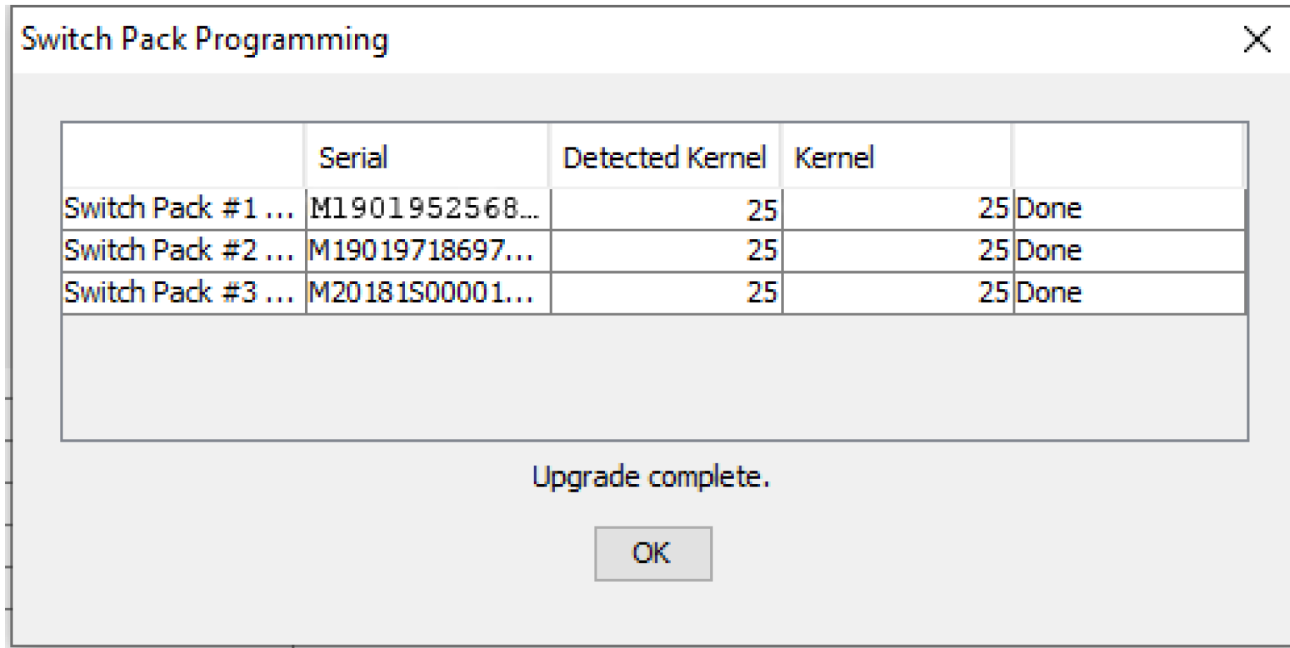 Switch Pack Programming
Serial Detected Kernel Kernel
Switch Pack #1 ... M1901952568... 25 25 Done
Switch Pack #2 ... M19019718697... 25 25 Done
Switch Pack #3 ... M20181S00001... 25 25 Done
Upgrade complete.
OK